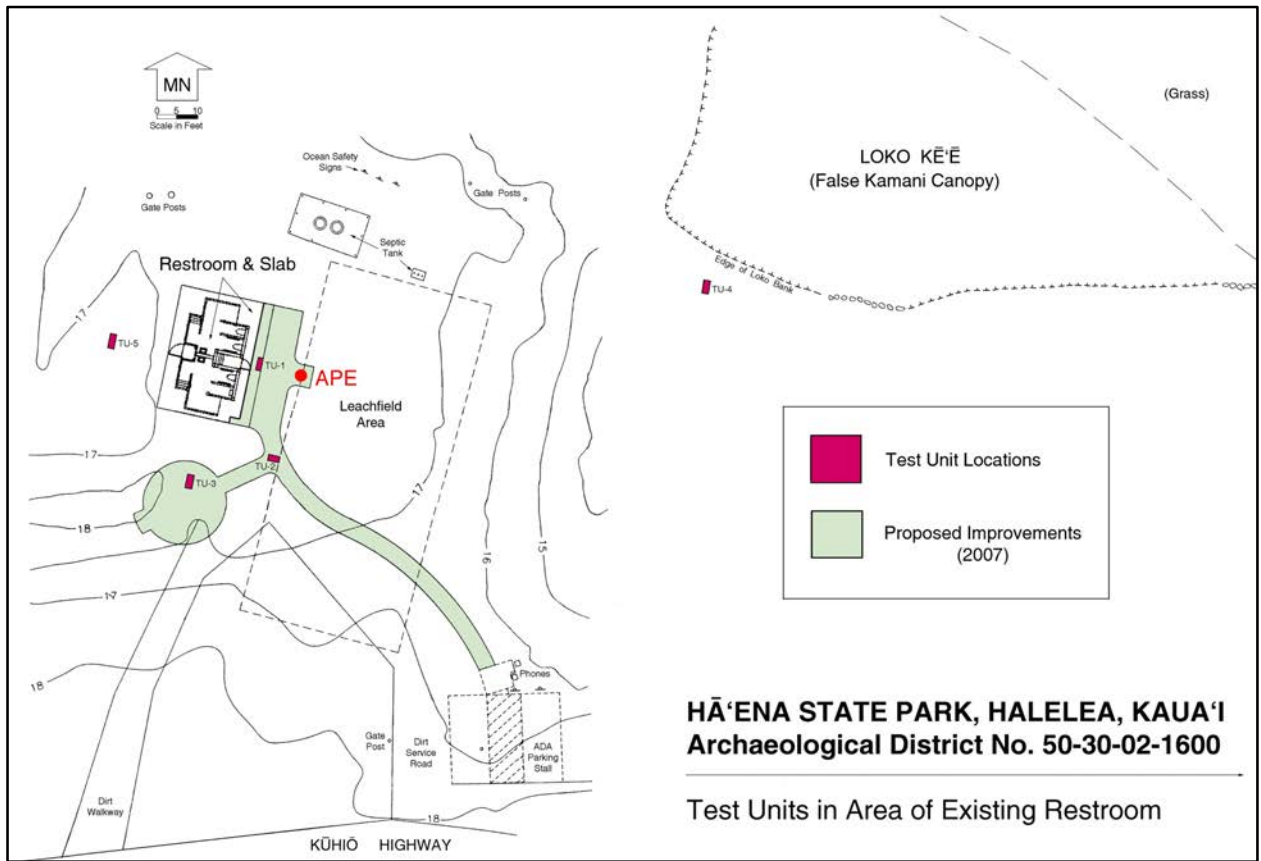 MN
0 5 10
Scale in Feet
Ocean Safety
Signs
Gate Posts
Gate Posts
Septic
Tank
Restroom & Slab
17
TU-5
TU-1
APE
Leachfield
Area
17
TU-2
TU-3
17
18
16
15
17
18
Phones
Gate
Post
Dirt
Service
Road
ADA
Parking
Stall
Dirt
Walkway
18
KŪHIŌ HIGHWAY
(Grass)
LOKO KĒ‘Ē
(False Kamani Canopy)
Edge of Loko Bank
TU-4
Test Unit Locations
Proposed Improvements
(2007)
HĀ‘ENA STATE PARK, HALELEA, KAUA‘I
Archaeological District No. 50-30-02-1600
Test Units in Area of Existing Restroom